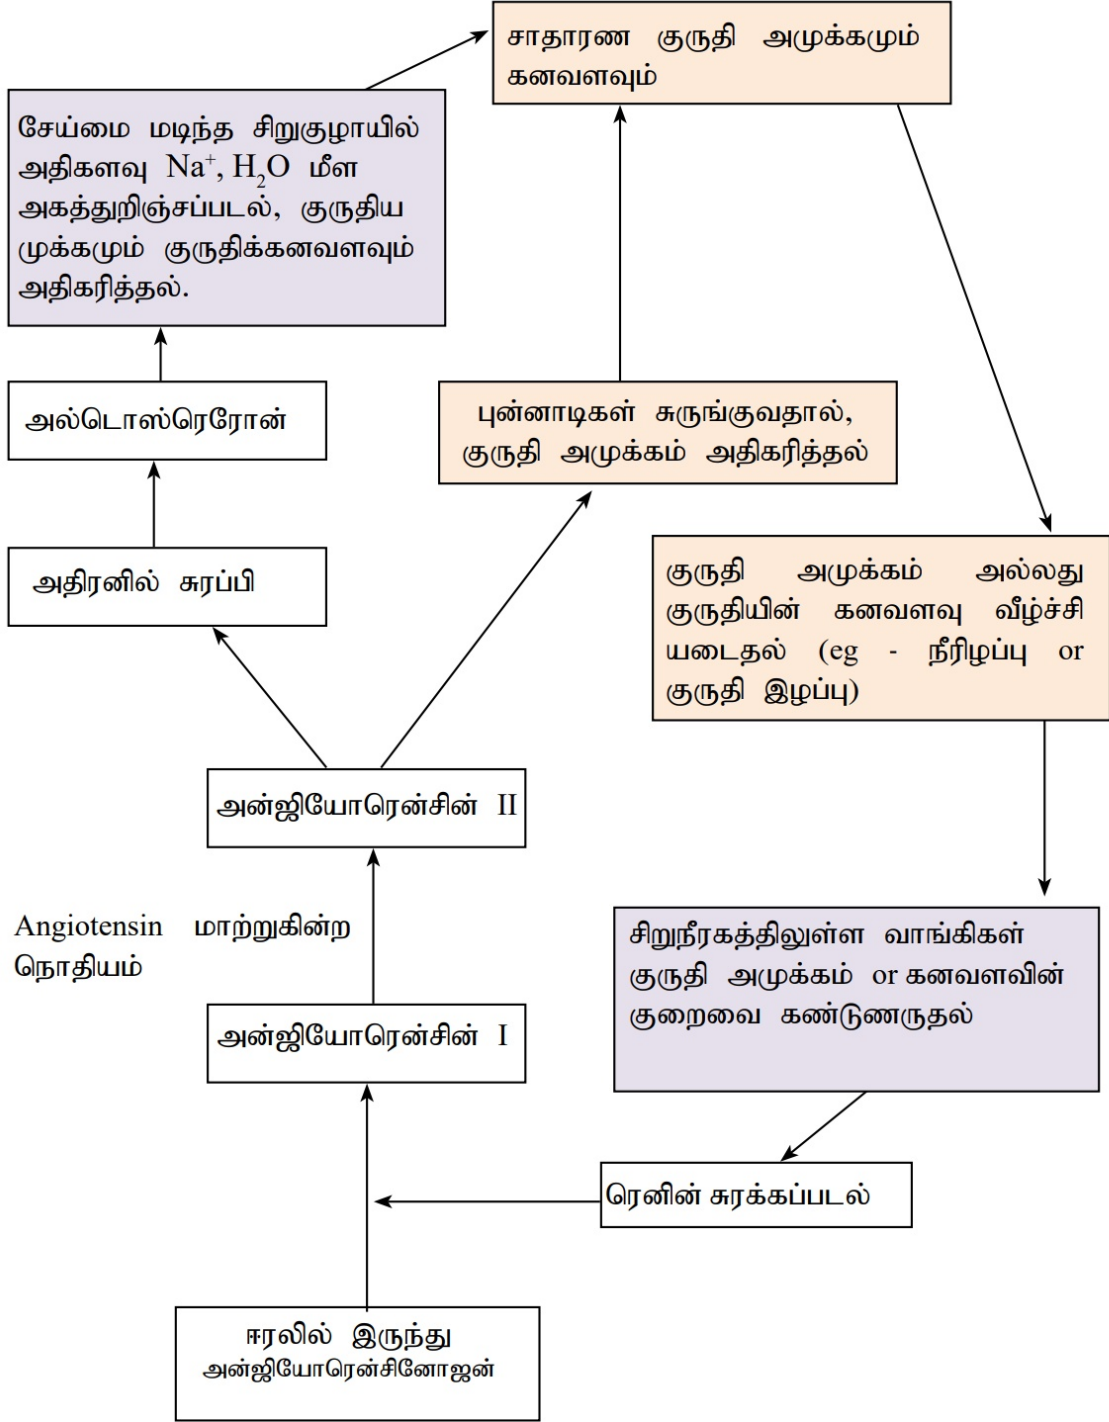 சாதாரண குருதி அமுக்கமும்
கனவளவும்
சேய்மை மடிந்த சிறுகுழாயில்
அதிகளவு Na⁺, H₂O மீள
அகத்துறிஞ்சப்படல், குருதிய
முக்கமும் குருதிக்கனவளவும்
அதிகரித்தல்.
அல்டொஸ்ரெரோன்
புன்னாடிகள் சுருங்குவதால்,
குருதி அமுக்கம் அதிகரித்தல்
அதிரனில் சுரப்பி
குருதி அமுக்கம் அல்லது
குருதியின் கனவளவு வீழ்ச்சி
யடைதல் (eg - நீரிழப்பு or
குருதி இழப்பு)
அன்ஜியோரென்சின் II
Angiotensin மாற்றுகின்ற
நொதியம்
சிறுநீரகத்திலுள்ள வாங்கிகள்
குருதி அமுக்கம் or கனவளவின்
குறைவை கண்டுணருதல்
அன்ஜியோரென்சின் I
ரெனின் சுரக்கப்படல்
ஈரலில் இருந்து
அன்ஜியோரென்சினோஜன்